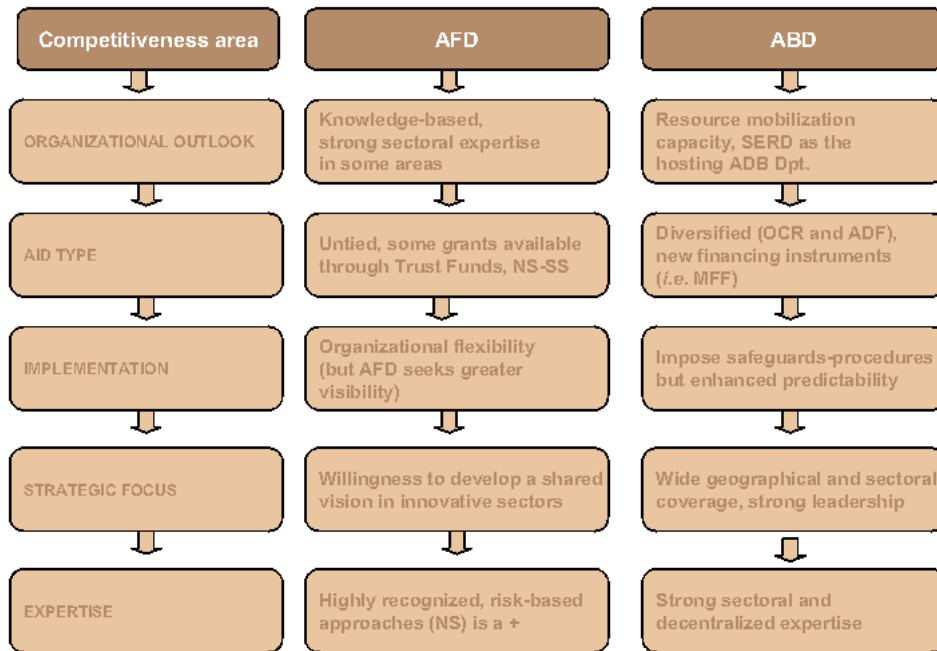 Competitiveness area
AFD
ABD
ORGANIZATIONAL OUTLOOK
Knowledge-based,
strong sectoral expertise
in some areas
Resource mobilization
capacity, SERD as the
hosting ADB Dpt.
AID TYPE
Untied, some grants available
through Trust Funds, NS-SS
Diversified (OCR and ADF),
new financing instruments
(i.e. MFF)
IMPLEMENTATION
Organizational flexibility
(but AFD seeks greater
visibility)
Impose safeguards-procedures
but enhanced predictability
STRATEGIC FOCUS
Willingness to develop a shared
vision in innovative sectors
Wide geographical and sectoral
coverage, strong leadership
EXPERTISE
Highly recognized, risk-based
approaches (NS) is a +
Strong sectoral and
decentralized expertise